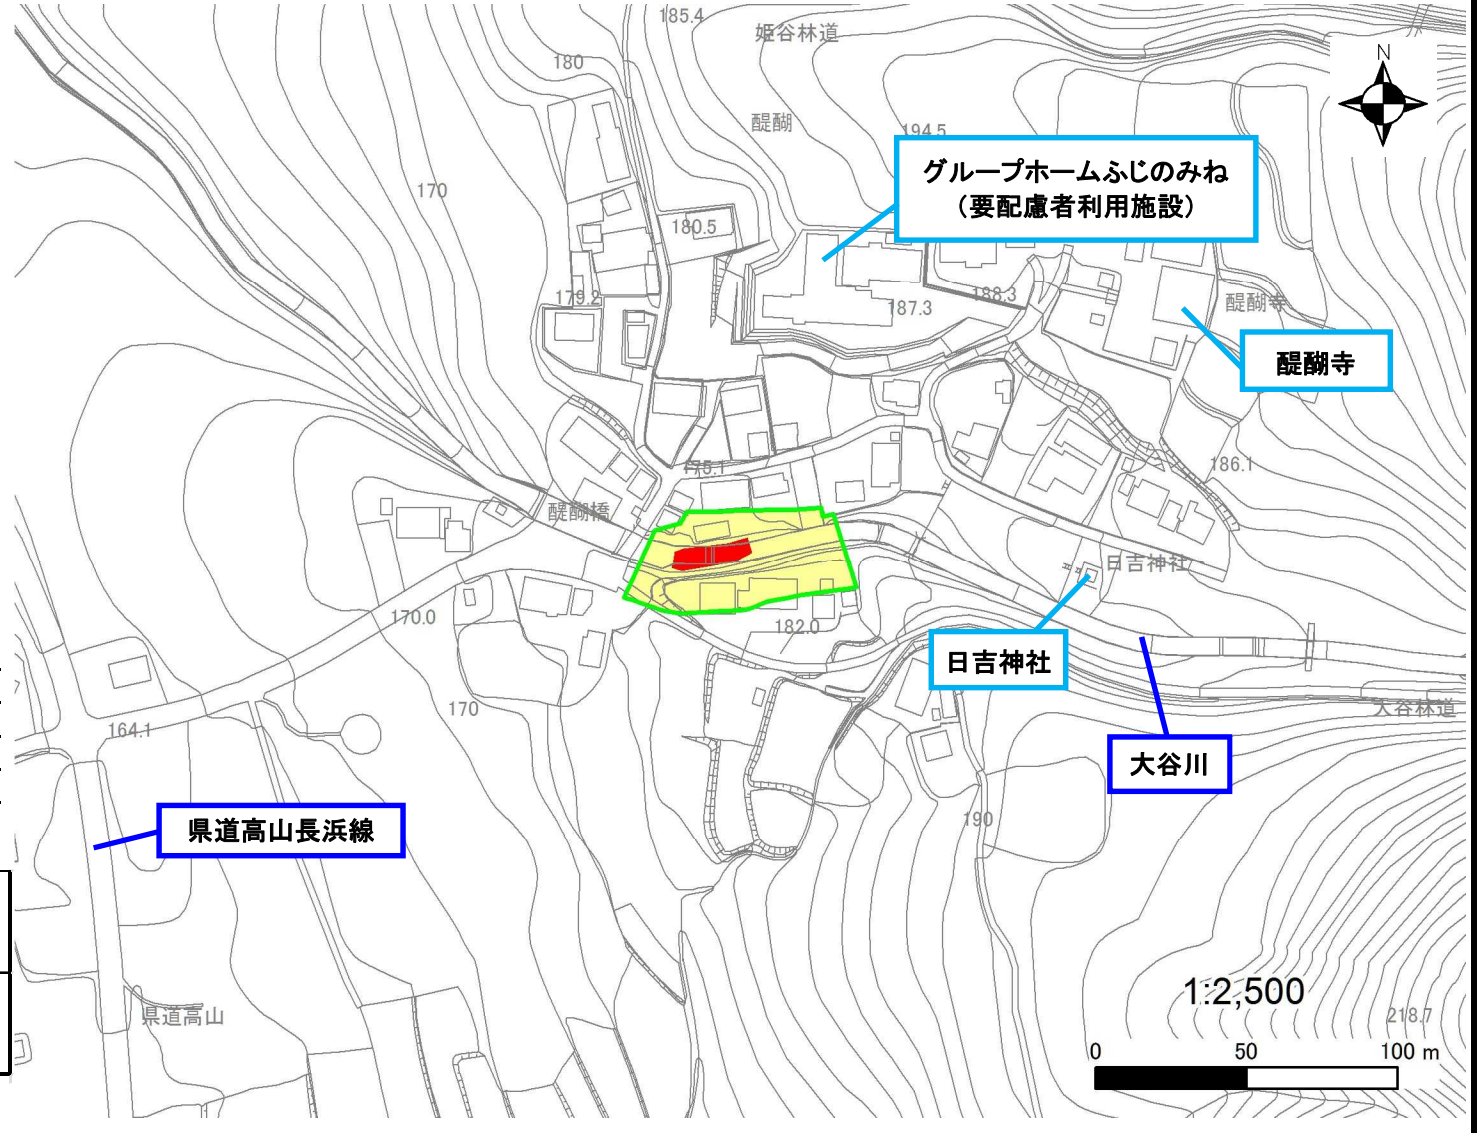 185.4
姫谷林道
N
180
醍醐
194.5
グループホームふじのみね
（要配慮者利用施設）
170
180.5
179.2
187.3
188.3
醍醐寺
醍醐寺
175.1
186.1
醍醐橋
日吉神社
170.0
182.0
日吉神社
170
大谷林道
164.1
大谷川
県道高山長浜線
190
1:2,500
県道高山
218.7
0
50
100 m